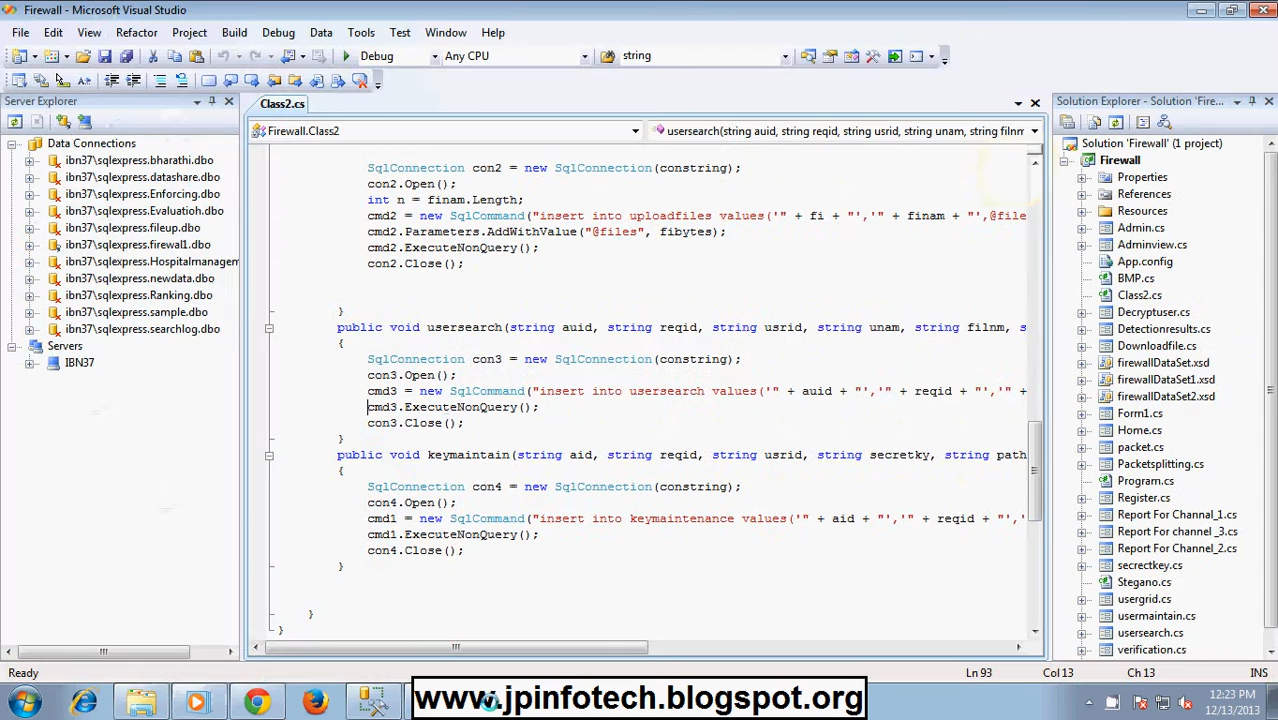 Firewall - Microsoft Visual Studio
File Edit View Refactor Project Build Debug Data Tools Test Window Help
Debug Any CPU string
Server Explorer
Class2.cs
Solution Explorer - Solution 'Fire...
Firewall.Class2
usersearch(string auid, string reqid, string usrid, string unam, string filnm
Data Connections
ibn37\sqlexpress.bharathi.dbo
ibn37\sqlexpress.datashare.dbo
ibn37\sqlexpress.Enforcing.dbo
ibn37\sqlexpress.Evaluatioh.dbo
ibn37\sqlexpress.fileup.dbo
ibn37\sqlexpress.firewal1.dbo
ibn37\sqlexpress.Hospitalmanagem
ibn37\sqlexpress.newdata.dbo
ibn37\sqlexpress.Ranking.dbo
ibn37\sqlexpress.sample.dbo
ibn37\sqlexpress.searchlog.dbo
Servers
IBN37
SqlConnection con2 = new SqlConnection(constring);
con2.Open();
int n = finam.Length;
cmd2 = new SqlCommand("insert into uploadfiles values('" + fi + "','" + finam + "',@file
cmd2.Parameters.AddWithValue("@files", fibytes);
cmd2.ExecuteNonQuery();
con2.Close();
}
public void usersearch(string auid, string reqid, string usrid, string unam, string filnm, s
{
SqlConnection con3 = new SqlConnection(constring);
con3.Open();
cmd3 = new SqlCommand("insert into usersearch values('" + auid + "','" + reqid + "','" +
cmd3.ExecuteNonQuery();
con3.Close();
}
public void keymaintain(string aid, string reqid, string usrid, string secretky, string path
{
SqlConnection con4 = new SqlConnection(constring);
con4.Open();
cmd1 = new SqlCommand("insert into keymaintenance values('" + aid + "','" + reqid + "','
cmd1.ExecuteNonQuery();
con4.Close();
}
}
}
Solution 'Firewall' (1 project)
Firewall
Properties
References
Resources
Admin.cs
Adminview.cs
App.config
BMP.cs
Class2.cs
Decryptuser.cs
Detectionresults.cs
Downloadfile.cs
firewallDataSet.xsd
firewallDataSet1.xsd
firewallDataSet2.xsd
Form1.cs
Home.cs
packet.cs
Packetsplitting.cs
Program.cs
Register.cs
Report For Channal_1.cs
Report For channel _3.cs
Report For Channel_2.cs
secrectkey.cs
Stegano.cs
usergrid.cs
usermaintain.cs
usersearch.cs
verification.cs
Ready Ln 93 Col 13 Ch 13 INS
www.jpinfotech.blogspot.org
12:23 PM
12/13/2013